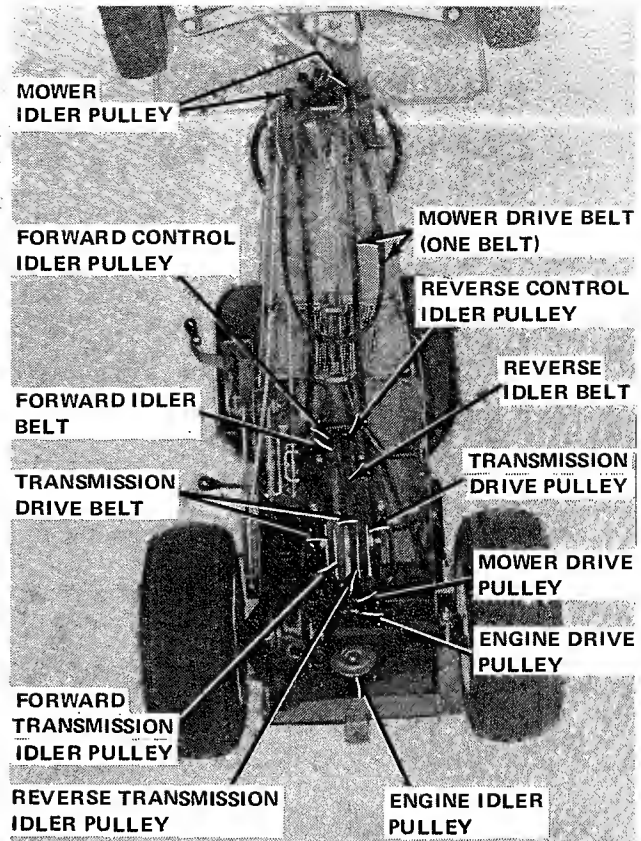 MOWER
IDLER PULLEY
MOWER DRIVE BELT
(ONE BELT)
FORWARD CONTROL
IDLER PULLEY
REVERSE CONTROL
IDLER PULLEY
REVERSE
IDLER BELT
FORWARD IDLER
BELT
TRANSMISSION
DRIVE PULLEY
TRANSMISSION
DRIVE BELT
MOWER DRIVE
PULLEY
ENGINE DRIVE
PULLEY
FORWARD
TRANSMISSION
IDLER PULLEY
REVERSE TRANSMISSION
IDLER PULLEY
ENGINE IDLER
PULLEY